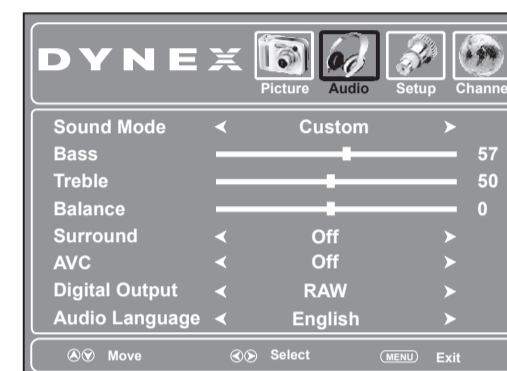 DYNEX
Picture Audio Setup Channe
Sound Mode Custom
Bass 57
Treble 50
Balance 0
Surround Off
AVC Off
Digital Output RAW
Audio Language English
Move Select MENU Exit